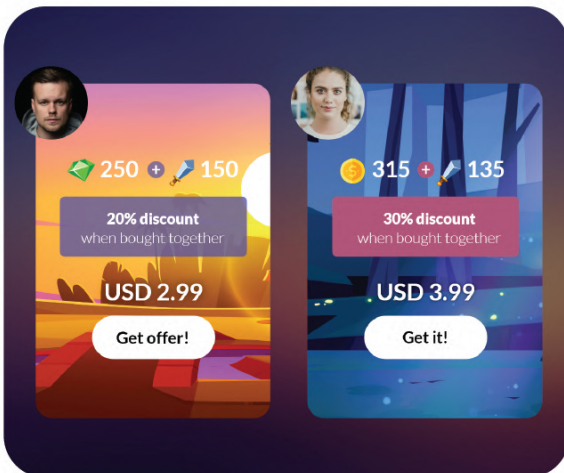 250 + 150
20% discount
when bought together
USD 2.99
Get offer!
315 + 135
30% discount
when bought together
USD 3.99
Get it!